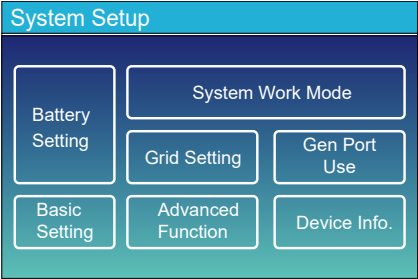 System Setup
System Work Mode
Battery
Setting
Grid Setting
Gen Port
Use
Basic
Setting
Advanced
Function
Device Info.